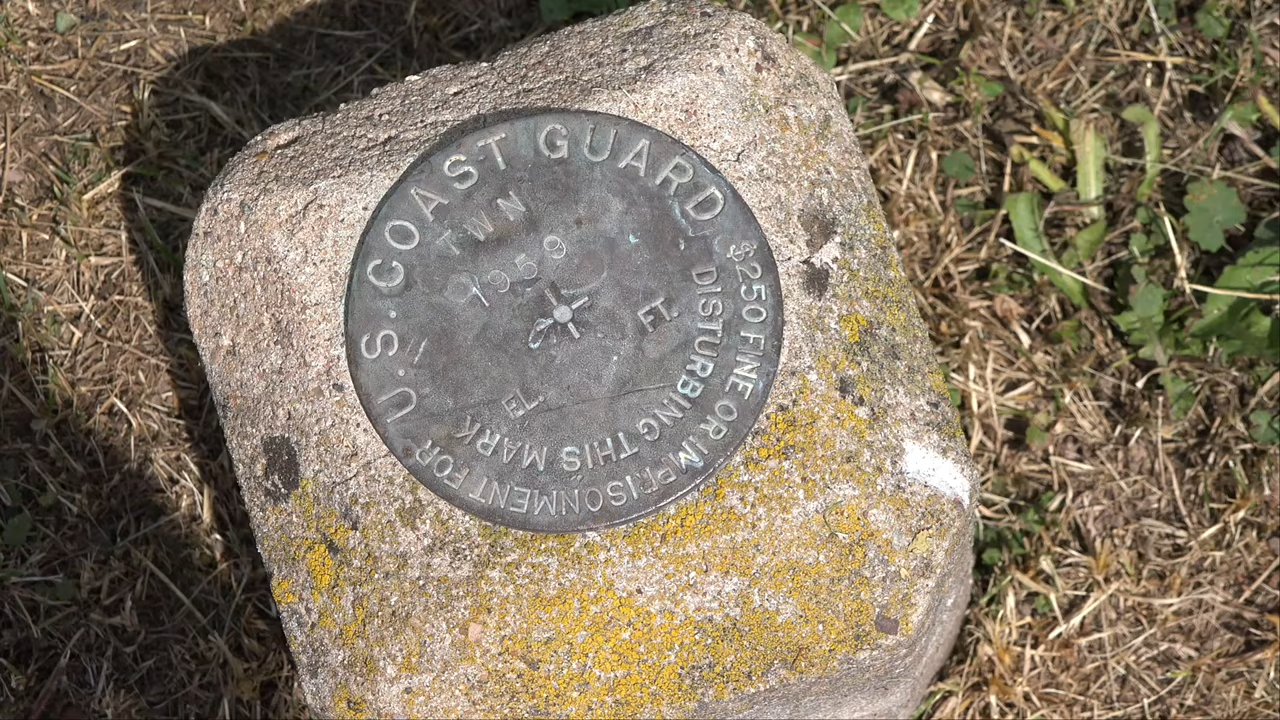 U.S. COAST GUARD
TWN
1959
FT.
EL.
$250 FINE OR IMPRISONMENT FOR
DISTURBING THIS MARK